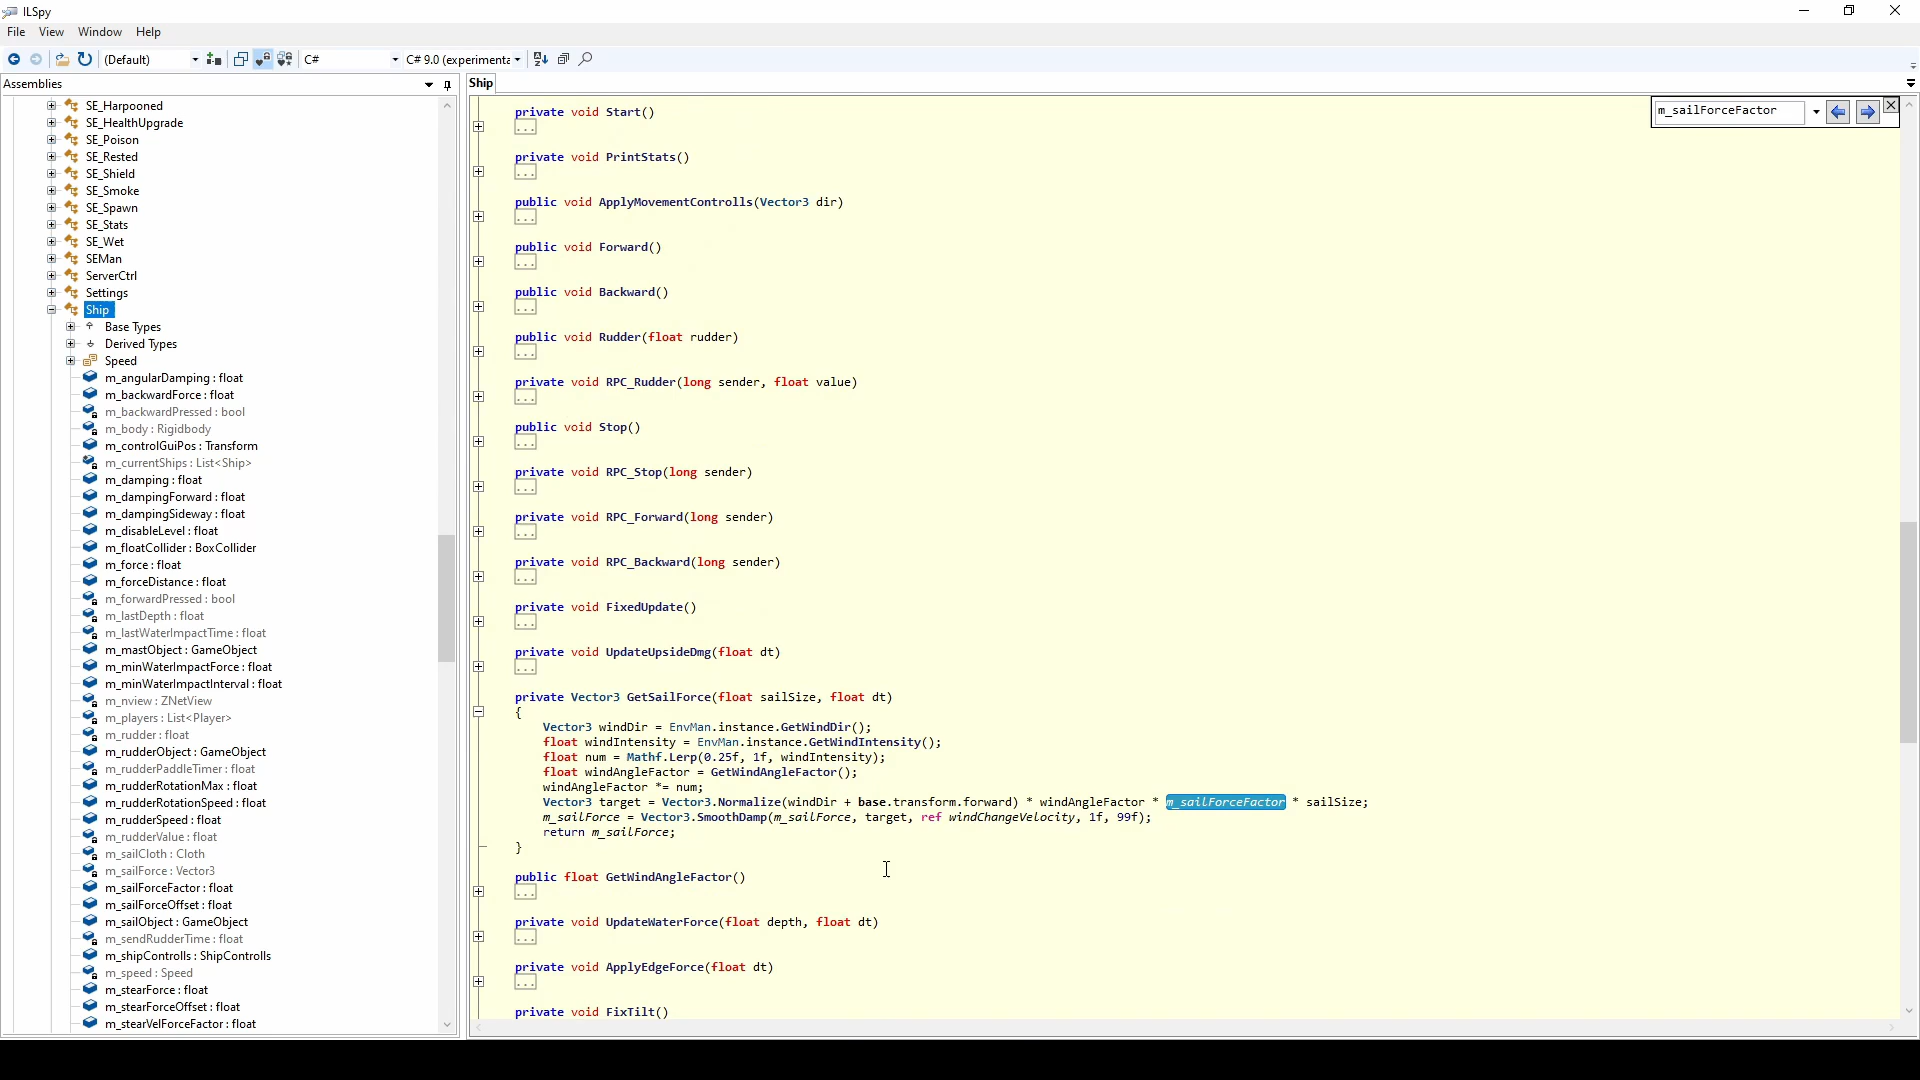 ILSpy
File View Window Help
(Default) C# C# 9.0 (experimenta
Assemblies
SE_Harpooned
SE_HealthUpgrade
SE_Poison
SE_Rested
SE_Shield
SE_Smoke
SE_Spawn
SE_Stats
SE_Wet
SEMan
ServerCtrl
Settings
Ship
Base Types
Derived Types
Speed
m_angularDamping : float
m_backwardForce : float
m_backwardPressed : bool
m_body : Rigidbody
m_controlGuiPos : Transform
m_currentShips : List<Ship>
m_damping : float
m_dampingForward : float
m_dampingSideway : float
m_disableLevel : float
m_floatCollider : BoxCollider
m_force : float
m_forceDistance : float
m_forwardPressed : bool
m_lastDepth : float
m_lastWaterImpactTime : float
m_mastObject : GameObject
m_minWaterImpactForce : float
m_minWaterImpactInterval : float
m_nview : ZNetView
m_players : List<Player>
m_rudder : float
m_rudderObject : GameObject
m_rudderPaddleTimer : float
m_rudderRotationMax : float
m_rudderRotationSpeed : float
m_rudderSpeed : float
m_rudderValue : float
m_sailCloth : Cloth
m_sailForce : Vector3
m_sailForceFactor : float
m_sailForceOffset : float
m_sailObject : GameObject
m_sendRudderTime : float
m_shipControlls : ShipControlls
m_speed : Speed
m_stearForce : float
m_stearForceOffset : float
m_stearVelForceFactor : float
Ship
m_sailForceFactor
private void Start()
...
private void PrintStats()
...
public void ApplyMovementControlls(Vector3 dir)
...
public void Forward()
...
public void Backward()
...
public void Rudder(float rudder)
...
private void RPC_Rudder(long sender, float value)
...
public void Stop()
...
private void RPC_Stop(long sender)
...
private void RPC_Forward(long sender)
...
private void RPC_Backward(long sender)
...
private void FixedUpdate()
...
private void UpdateUpsideDmg(float dt)
...
private Vector3 GetSailForce(float sailSize, float dt)
{
Vector3 windDir = EnvMan.instance.GetWindDir();
float windIntensity = EnvMan.instance.GetWindIntensity();
float num = Mathf.Lerp(0.25f, 1f, windIntensity);
float windAngleFactor = GetWindAngleFactor();
windAngleFactor *= num;
Vector3 target = Vector3.Normalize(windDir + base.transform.forward) * windAngleFactor * m_sailForceFactor * sailSize;
m_sailForce = Vector3.SmoothDamp(m_sailForce, target, ref windChangeVelocity, 1f, 99f);
return m_sailForce;
}
public float GetWindAngleFactor()
...
private void UpdateWaterForce(float depth, float dt)
...
private void ApplyEdgeForce(float dt)
...
private void FixTilt()